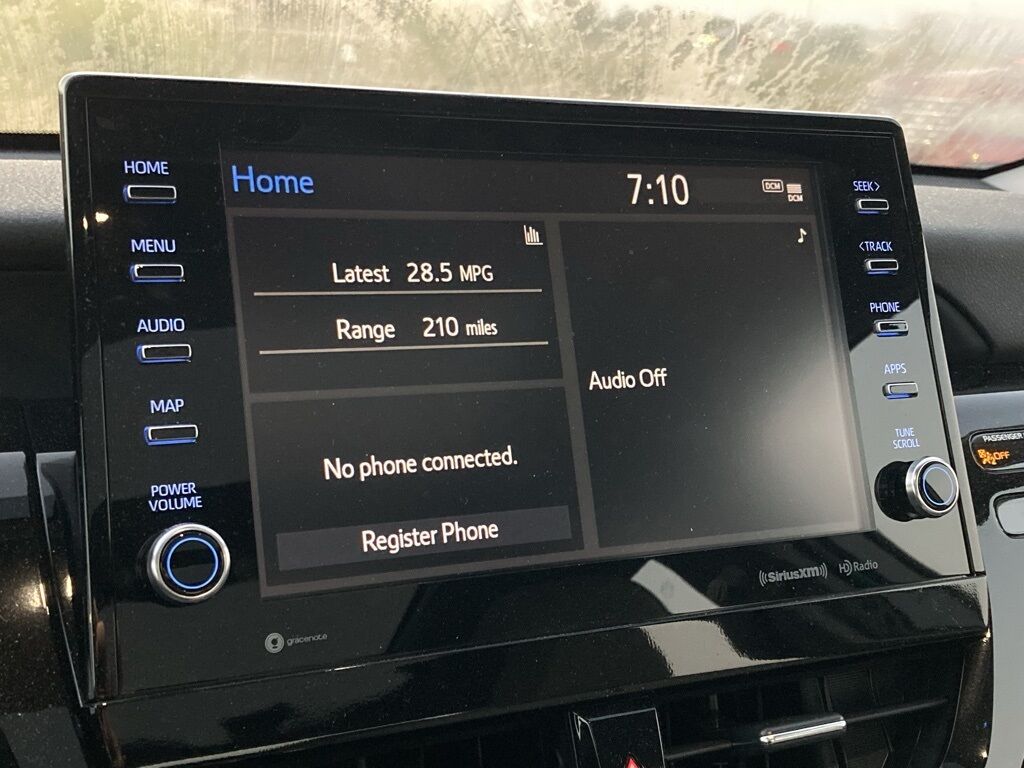 HOME
MENU
AUDIO
MAP
POWER
VOLUME
Home
7:10
DCM
DCM
Latest 28.5 MPG
Range 210 miles
No phone connected.
Register Phone
Audio Off
SEEK >
< TRACK
PHONE
APPS
TUNE
SCROLL
PASSENGER
OFF
gracenote
((SiriusXM))
HD Radio